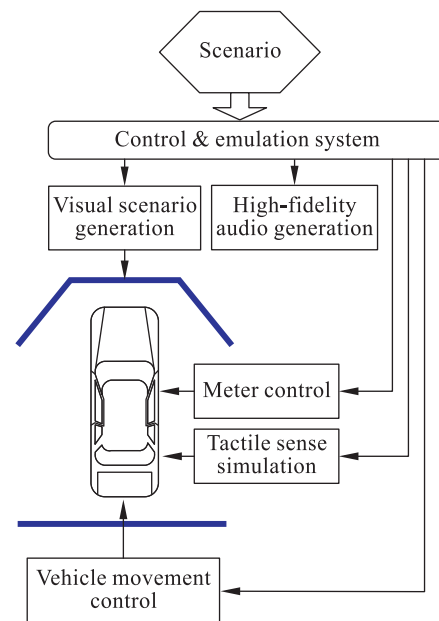 Scenario
Control & emulation system
Visual scenario
generation
High-fidelity
audio generation
Meter control
Tactile sense
simulation
Vehicle movement
control